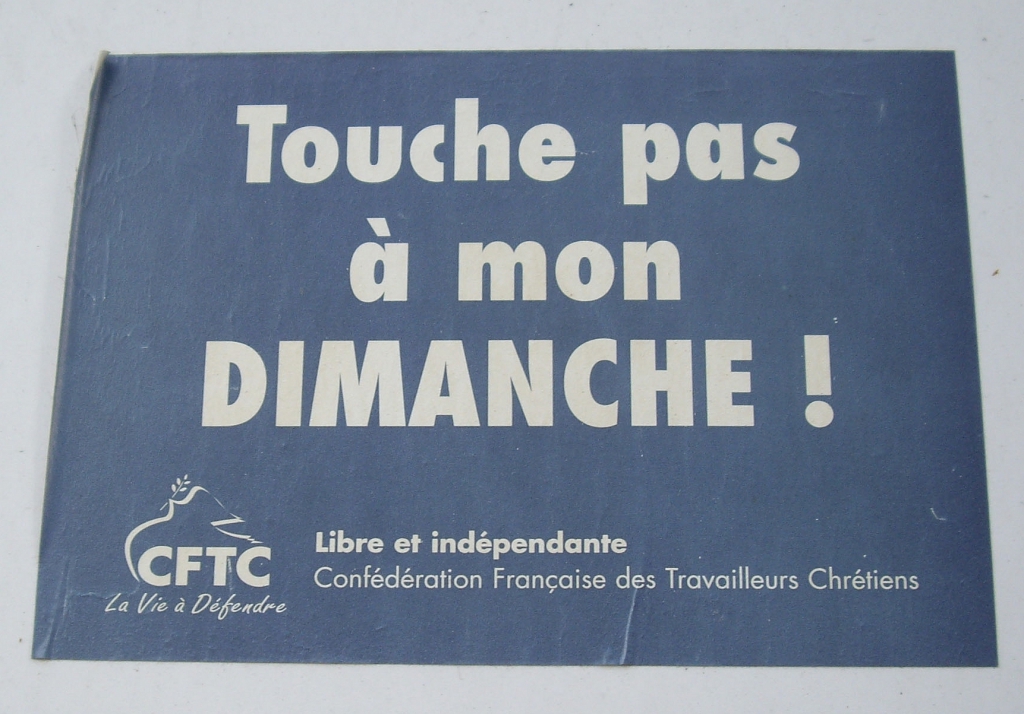 Touche pas
à mon
DIMANCHE !
CFTC
La Vie à Défendre
Libre et indépendante
Confédération Française des Travailleurs Chrétiens